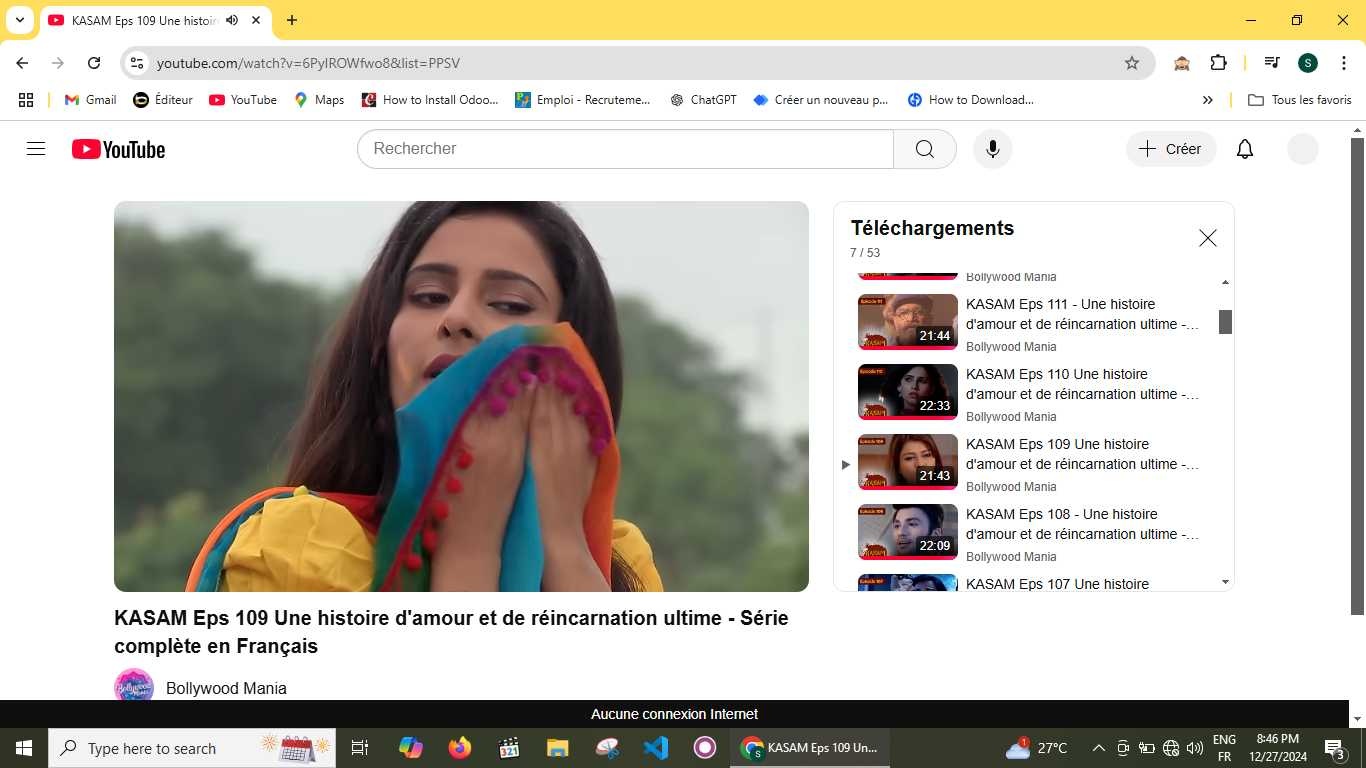 KASAM Eps 109 Une histoir
youtube.com/watch?v=6PyIROWfwo8&list=PPSV
S
Gmail
Éditeur
YouTube
Maps
How to Install Odoo...
Emploi - Recruteme...
ChatGPT
Créer un nouveau p...
How to Download...
Tous les favoris
YouTube
Rechercher
Créer
Téléchargements
7 / 53
Bollywood Mania
KASAM Eps 111 - Une histoire
d'amour et de réincarnation ultime -...
21:44
Bollywood Mania
KASAM Eps 110 Une histoire
d'amour et de réincarnation ultime -...
22:33
Bollywood Mania
KASAM Eps 109 Une histoire
d'amour et de réincarnation ultime -...
21:43
Bollywood Mania
KASAM Eps 108 - Une histoire
d'amour et de réincarnation ultime -...
22:09
Bollywood Mania
KASAM Eps 107 Une histoire
KASAM Eps 109 Une histoire d'amour et de réincarnation ultime - Série
complète en Français
Bollywood Mania
Aucune connexion Internet
Type here to search
KASAM Eps 109 Un...
27°C
ENG
FR
8:46 PM
12/27/2024
3